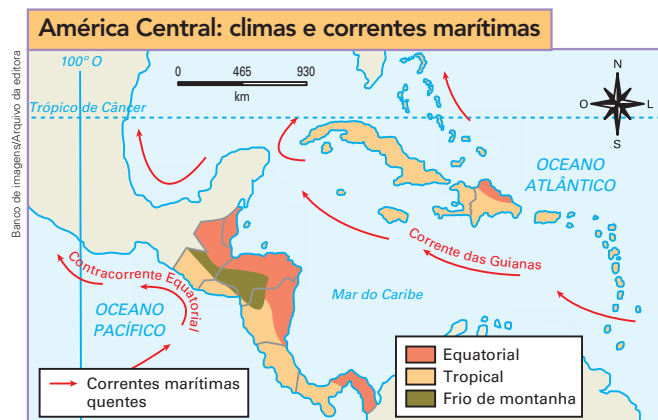 América Central: climas e correntes marítimas
Banco de imagens/Arquivo da editora
100° O
0 465 930
km
Trópico de Câncer
N
O L
S
OCEANO
ATLÂNTICO
Corrente das Guianas
Contracorrente Equatorial
Mar do Caribe
OCEANO
PACÍFICO
Correntes marítimas
quentes
Equatorial
Tropical
Frio de montanha